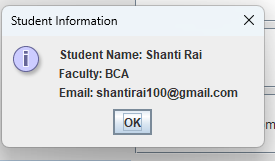 Student Information
Student Name: Shanti Rai
Faculty: BCA
Email: shantirai100@gmail.com
OK